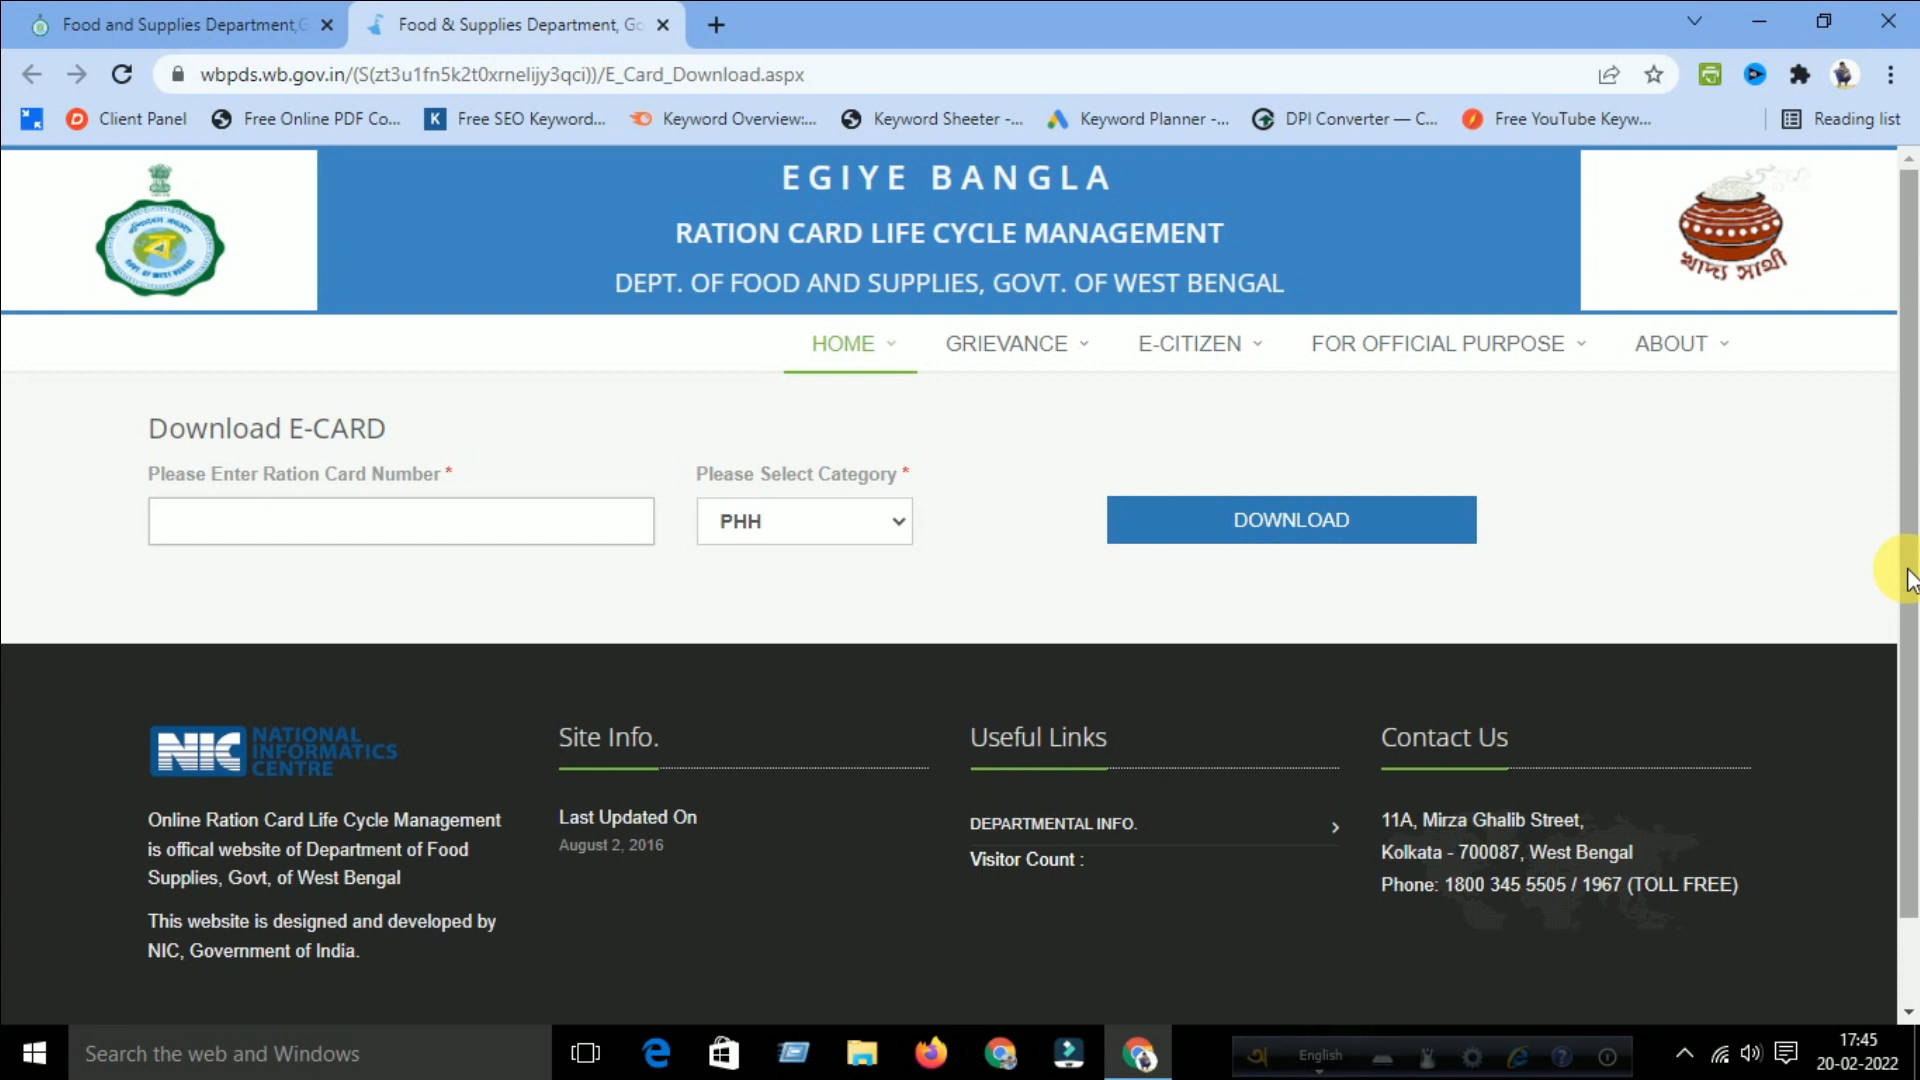 Food and Supplies Department,G
Food & Supplies Department, Go
wbpds.wb.gov.in/(S(zt3u1fn5k2t0xrnelijy3qci))/E_Card_Download.aspx
Client Panel
Free Online PDF Co...
K
Free SEO Keyword...
Keyword Overview:...
Keyword Sheeter -...
Keyword Planner -...
DPI Converter — C...
Free YouTube Keyw...
Reading list
EGIYE BANGLA
RATION CARD LIFE CYCLE MANAGEMENT
DEPT. OF FOOD AND SUPPLIES, GOVT. OF WEST BENGAL
খাদ্য সাথী
HOME
GRIEVANCE
E-CITIZEN
FOR OFFICIAL PURPOSE
ABOUT
Download E-CARD
Please Enter Ration Card Number *
Please Select Category *
PHH
DOWNLOAD
NIC
NATIONAL
INFORMATICS
CENTRE
Online Ration Card Life Cycle Management
is offical website of Department of Food
Supplies, Govt, of West Bengal
This website is designed and developed by
NIC, Government of India.
Site Info.
Last Updated On
August 2, 2016
Useful Links
DEPARTMENTAL INFO.
Visitor Count :
Contact Us
11A, Mirza Ghalib Street,
Kolkata - 700087, West Bengal
Phone: 1800 345 5505 / 1967 (TOLL FREE)
Search the web and Windows
English
17:45
20-02-2022